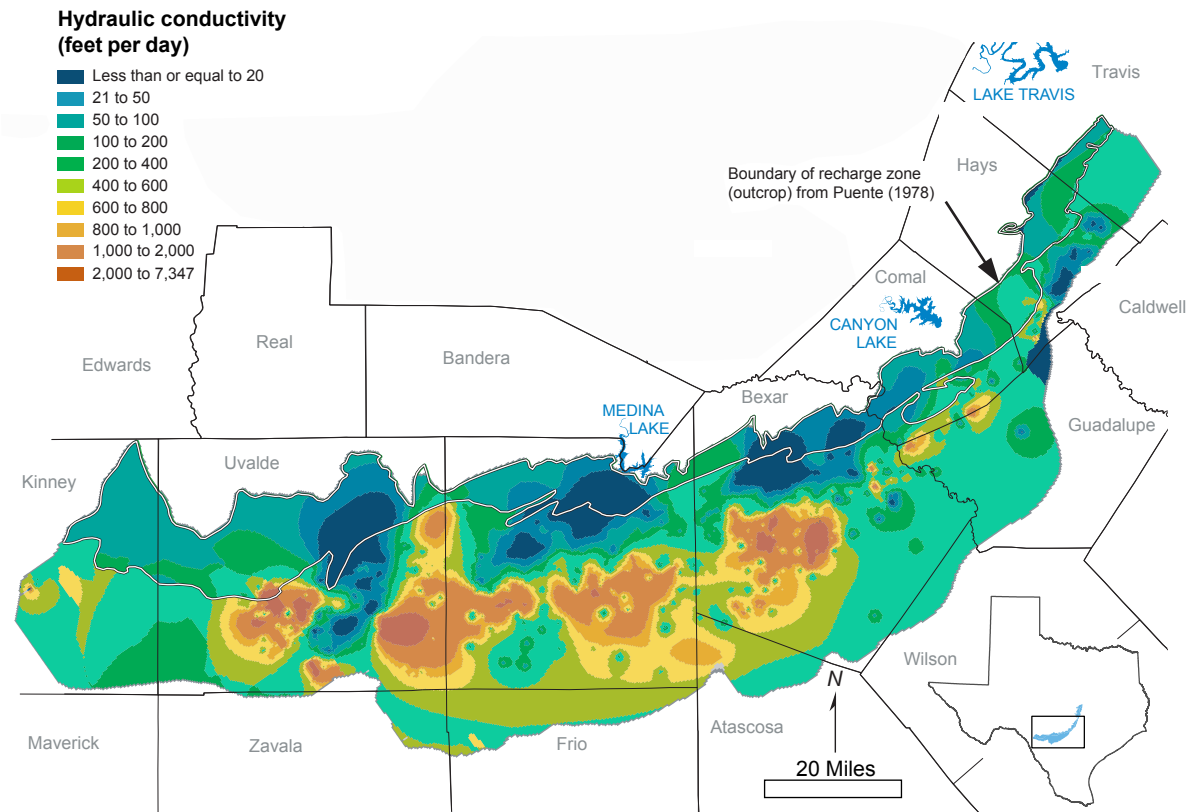 Hydraulic conductivity
(feet per day)
Less than or equal to 20
21 to 50
50 to 100
100 to 200
200 to 400
400 to 600
600 to 800
800 to 1,000
1,000 to 2,000
2,000 to 7,347
Travis
LAKE TRAVIS
Hays
Boundary of recharge zone
(outcrop) from Puente (1978)
Comal
CANYON
LAKE
Caldwell
Real
Edwards
Bandera
Bexar
MEDINA
LAKE
Guadalupe
Uvalde
Kinney
Wilson
N
Maverick
Zavala
Frio
Atascosa
20 Miles